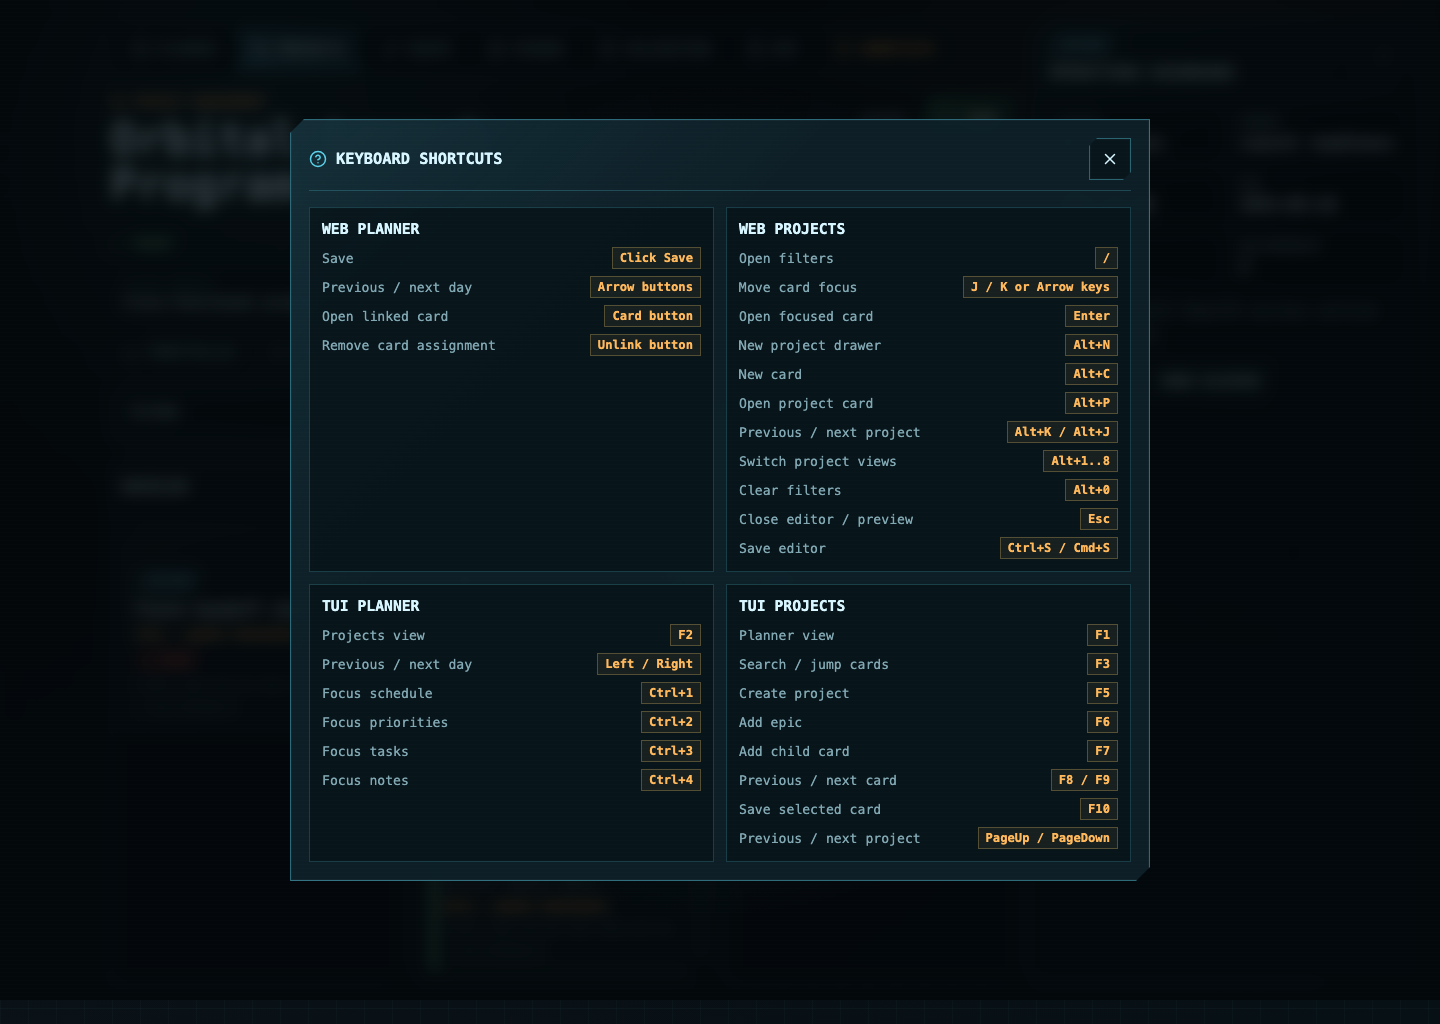 KEYBOARD SHORTCUTS
WEB PLANNER
Save Click Save
Previous / next day Arrow buttons
Open linked card Card button
Remove card assignment Unlink button
WEB PROJECTS
Open filters /
Move card focus J / K or Arrow keys
Open focused card Enter
New project drawer Alt+N
New card Alt+C
Open project card Alt+P
Previous / next project Alt+K / Alt+J
Switch project views Alt+1..8
Clear filters Alt+0
Close editor / preview Esc
Save editor Ctrl+S / Cmd+S
TUI PLANNER
Projects view F2
Previous / next day Left / Right
Focus schedule Ctrl+1
Focus priorities Ctrl+2
Focus tasks Ctrl+3
Focus notes Ctrl+4
TUI PROJECTS
Planner view F1
Search / jump cards F3
Create project F5
Add epic F6
Add child card F7
Previous / next card F8 / F9
Save selected card F10
Previous / next project PageUp / PageDown